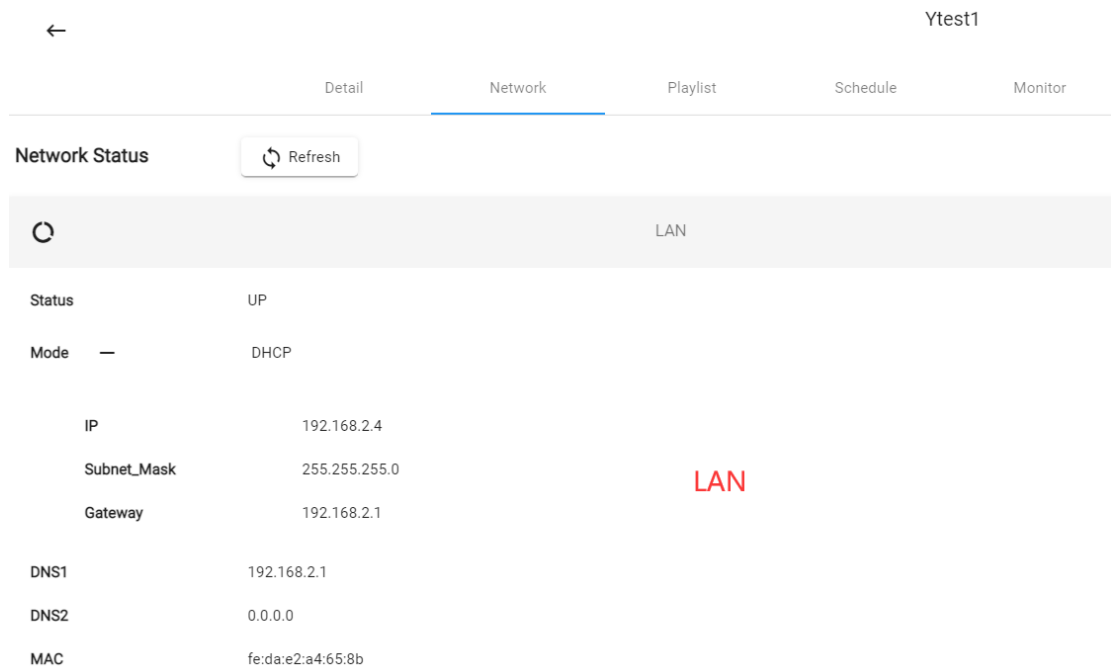 Ytest1
Detail Network Playlist Schedule Monitor
Network Status Refresh
LAN
Status UP
Mode DHCP
IP 192.168.2.4
Subnet_Mask 255.255.255.0
LAN
Gateway 192.168.2.1
DNS1 192.168.2.1
DNS2 0.0.0.0
MAC fe:da:e2:a4:65:8b